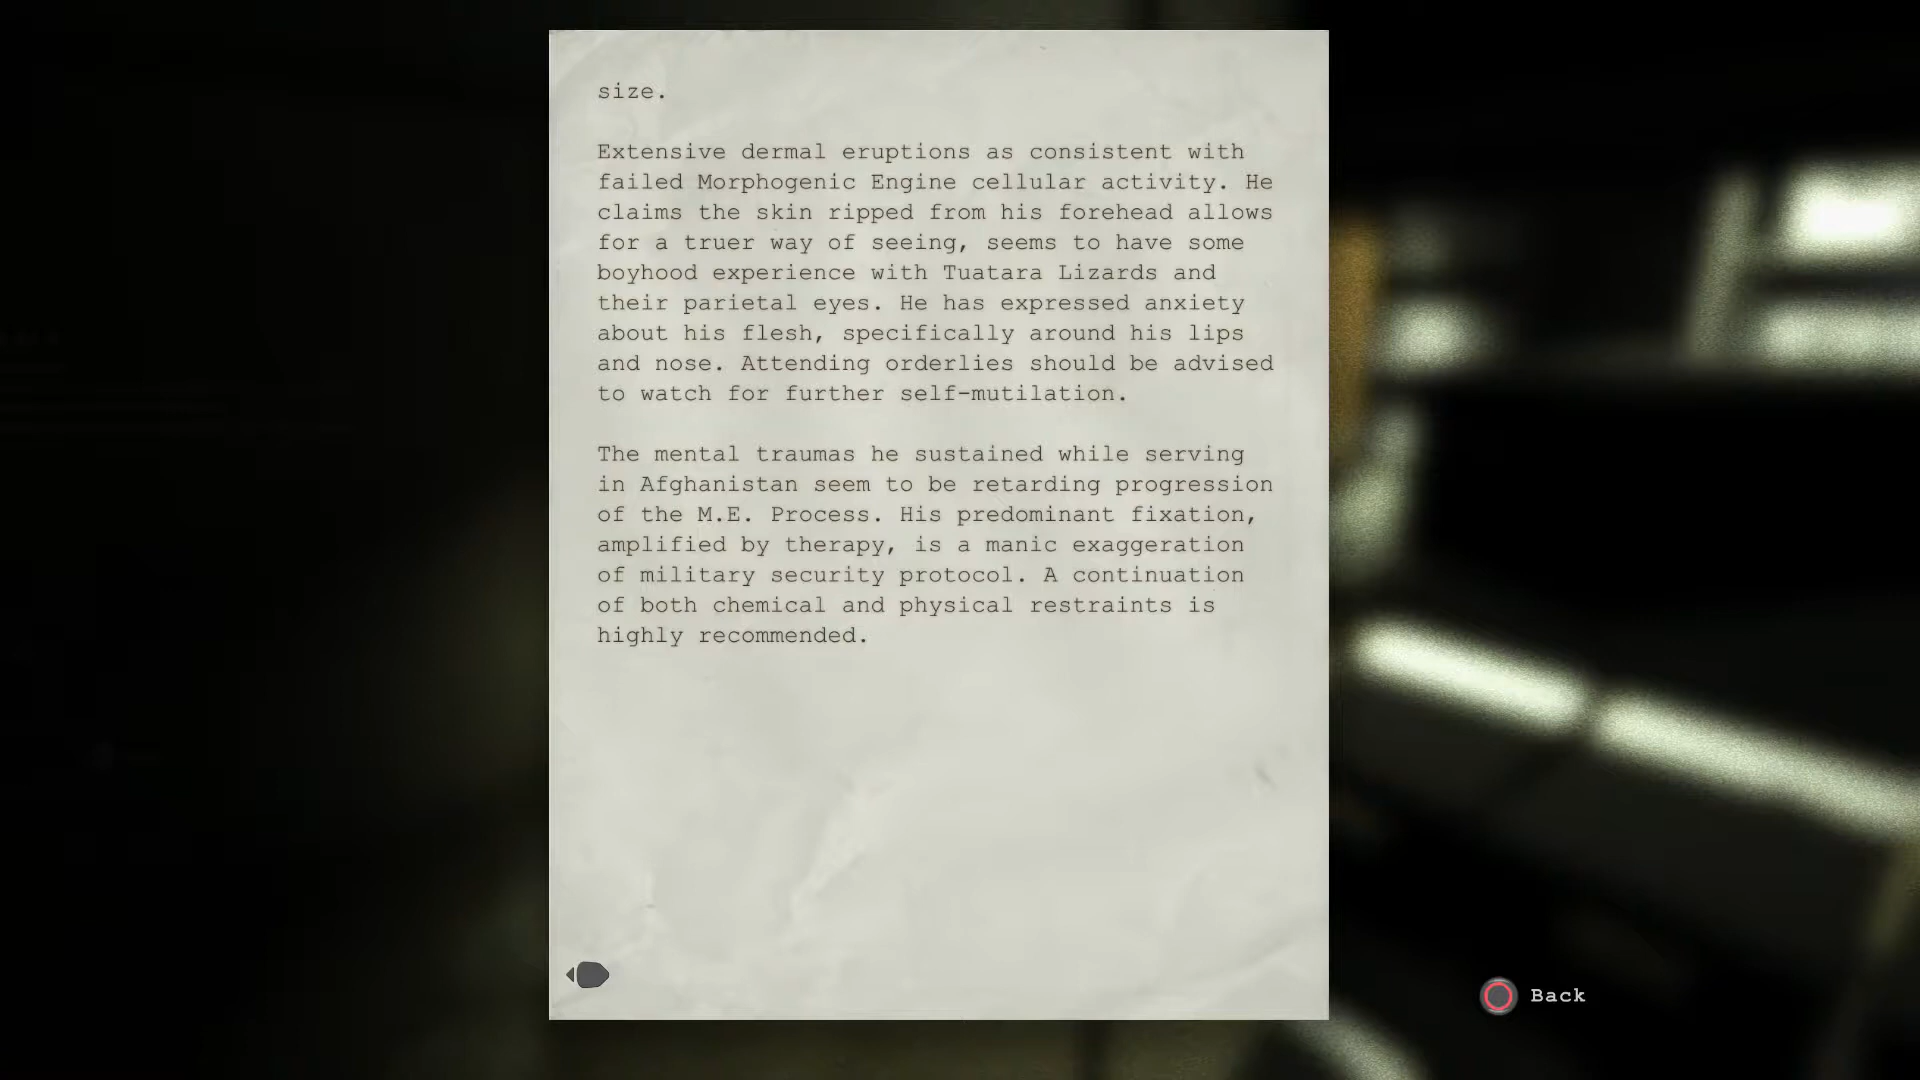 size.
Extensive dermal eruptions as consistent with
failed Morphogenic Engine cellular activity. He
claims the skin ripped from his forehead allows
for a truer way of seeing, seems to have some
boyhood experience with Tuatara Lizards and
their parietal eyes. He has expressed anxiety
about his flesh, specifically around his lips
and nose. Attending orderlies should be advised
to watch for further self-mutilation.
The mental traumas he sustained while serving
in Afghanistan seem to be retarding progression
of the M.E. Process. His predominant fixation,
amplified by therapy, is a manic exaggeration
of military security protocol. A continuation
of both chemical and physical restraints is
highly recommended.
Back